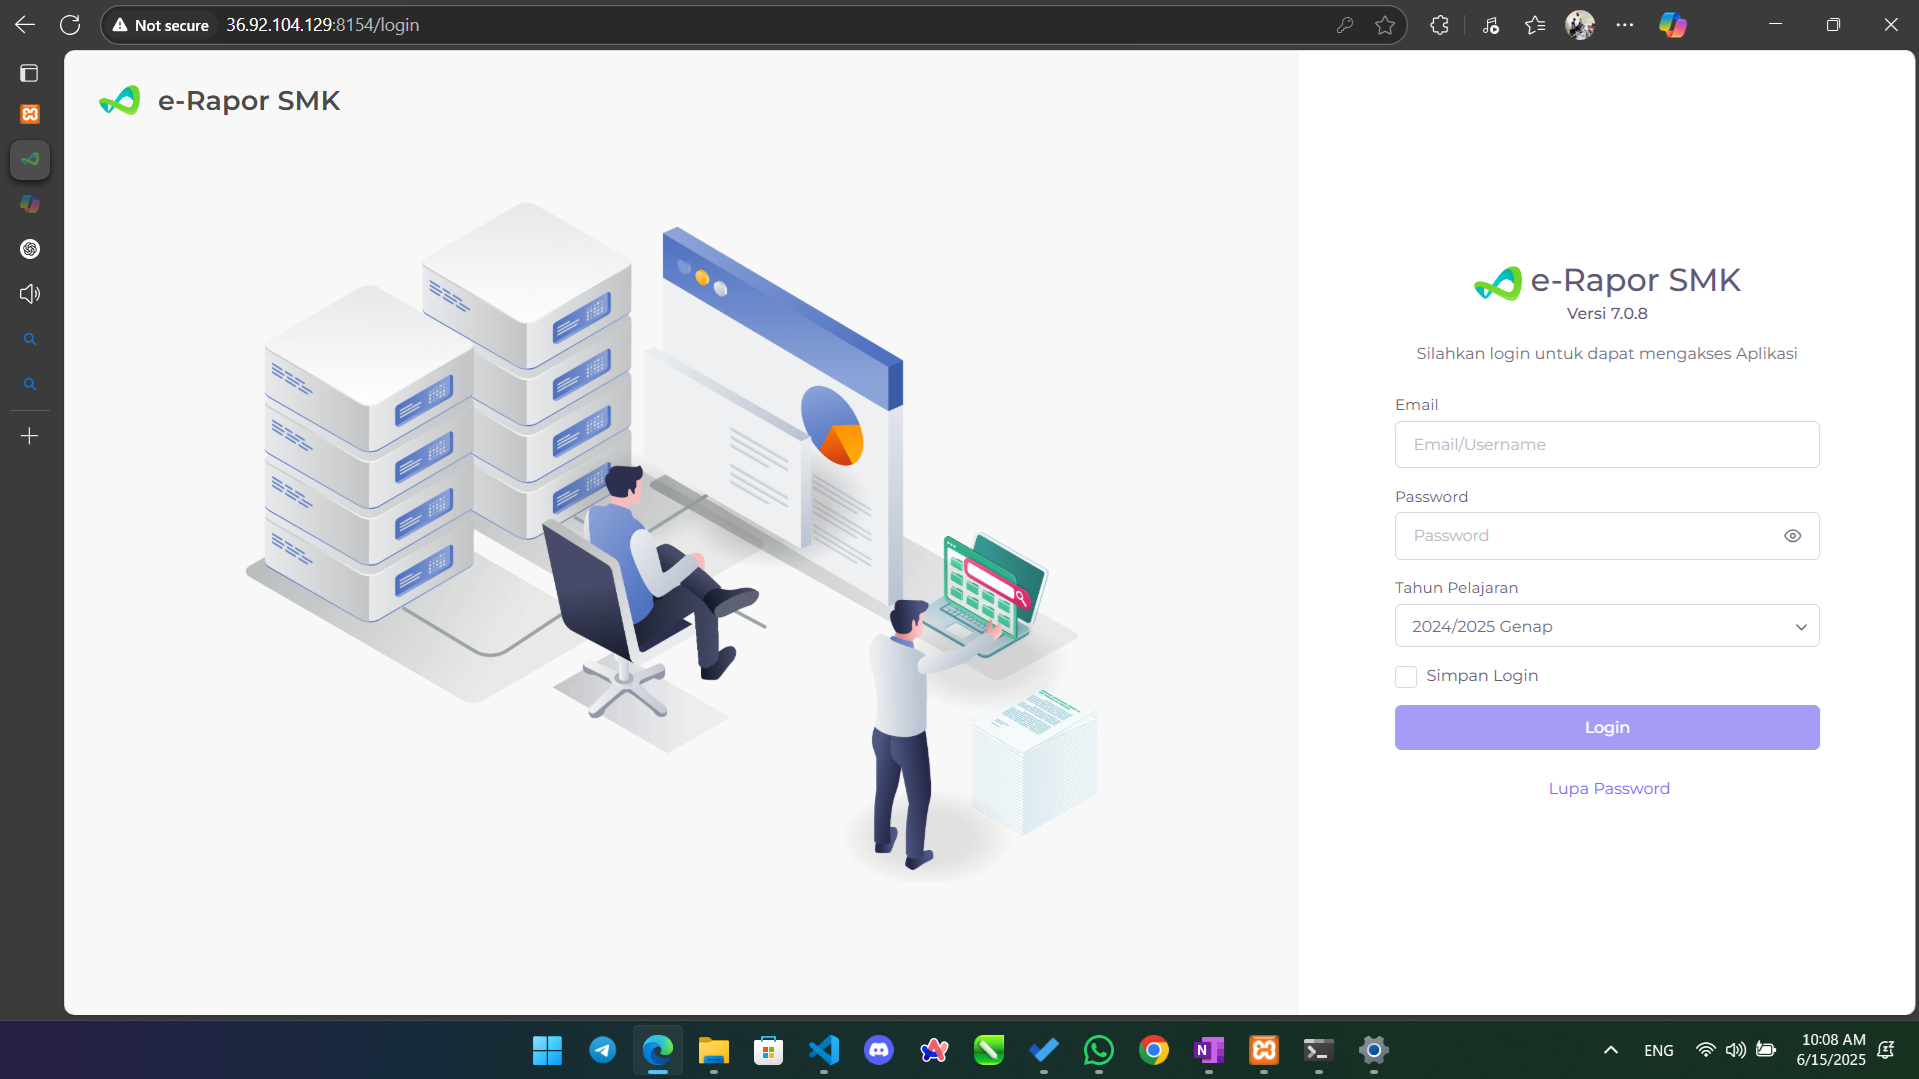 Not secure
36.92.104.129:8154/login
e-Rapor SMK
e-Rapor SMK
Versi 7.0.8
Silahkan login untuk dapat mengakses Aplikasi
Email
Email/Username
Password
Password
Tahun Pelajaran
2024/2025 Genap
Simpan Login
Login
Lupa Password
ENG
10:08 AM
6/15/2025